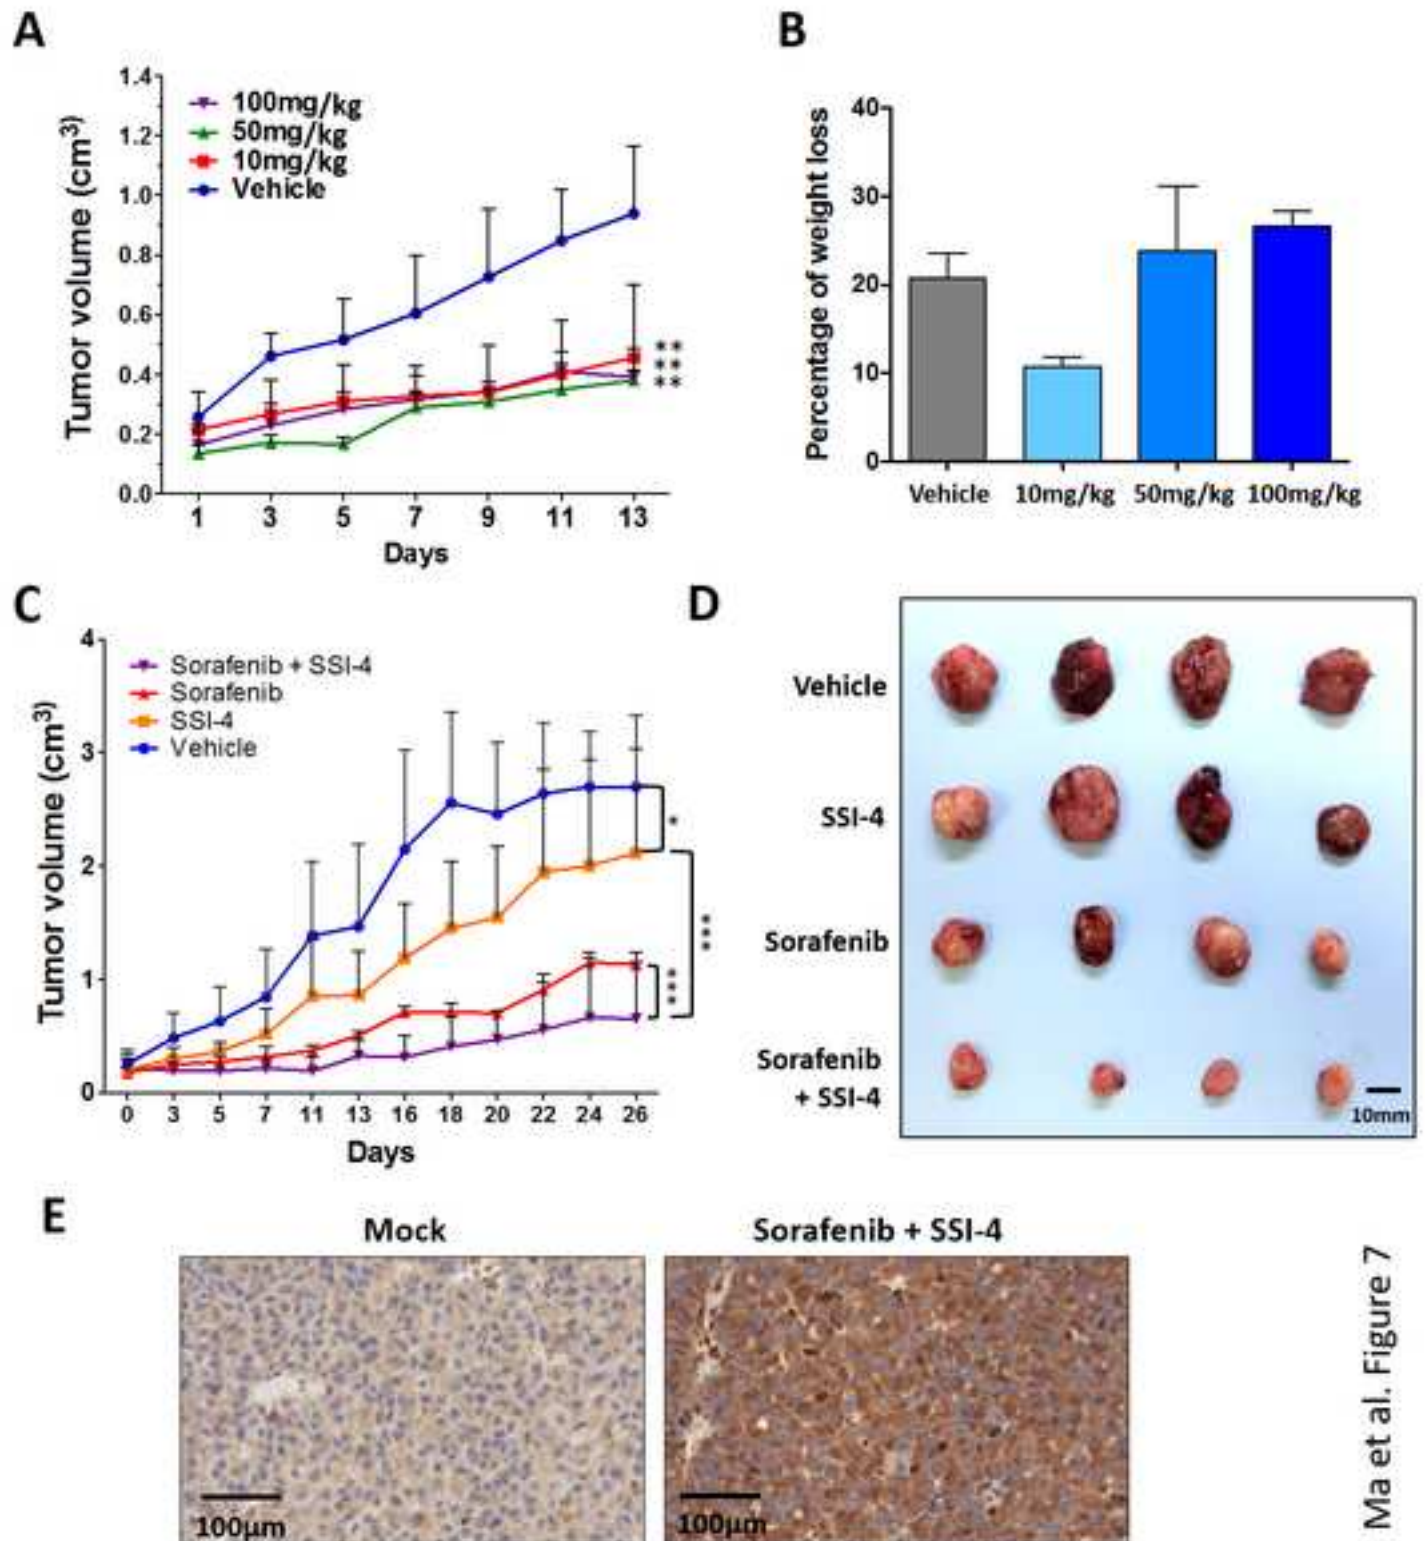 A
Tumor volume (cm³)
1.4
1.2
1.0
0.8
0.6
0.4
0.2
0.0
100mg/kg
50mg/kg
10mg/kg
Vehicle
**
**
**
1 3 5 7 9 11 13
Days
B
Percentage of weight loss
40
30
20
10
0
Vehicle 10mg/kg 50mg/kg 100mg/kg
C
Tumor volume (cm³)
4
3
2
1
0
Sorafenib + SSI-4
Sorafenib
SSI-4
Vehicle
*
***
***
0 3 5 7 11 13 16 18 20 22 24 26
Days
D
Vehicle
SSI-4
Sorafenib
Sorafenib
+ SSI-4
10mm
E
Mock
Sorafenib + SSI-4
100µm
100µm
Ma et al. Figure 7